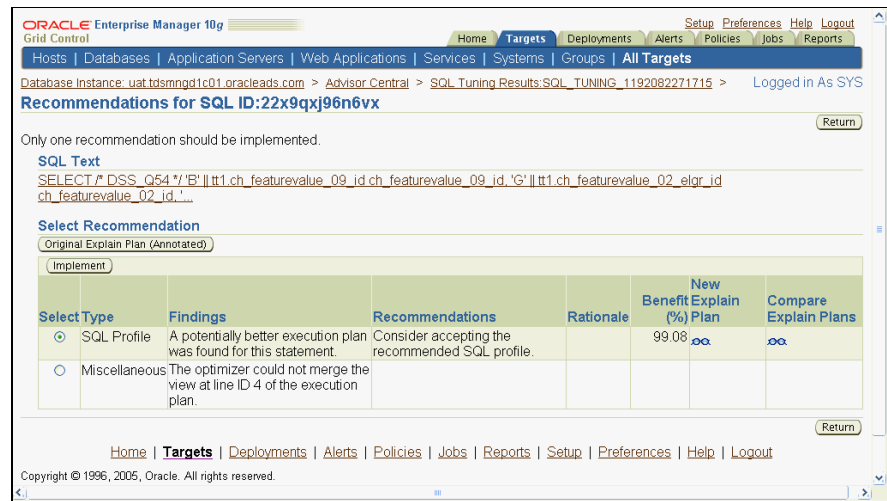 ORACLE Enterprise Manager 10g
Grid Control
Setup Preferences Help Logout
Home Targets Deployments Alerts Policies Jobs Reports
Hosts | Databases | Application Servers | Web Applications | Services | Systems | Groups | All Targets
Database Instance: uat.tdsmngd1c01.oracleads.com > Advisor Central > SQL Tuning Results:SQL_TUNING_1192082271715 > Logged in As SYS
Recommendations for SQL ID:22x9qxj96n6vx
Return
Only one recommendation should be implemented.
SQL Text
SELECT /* DSS_Q54 */ 'B' || tt1.ch_featurevalue_09_id ch_featurevalue_09_id, 'G' || tt1.ch_featurevalue_02_elgr_id
ch_featurevalue_02_id, '...
Select Recommendation
Original Explain Plan (Annotated)
Implement
Select Type Findings Recommendations Rationale Benefit (%) New Explain Plan Compare Explain Plans
SQL Profile A potentially better execution plan Consider accepting the 99.08
was found for this statement. recommended SQL profile.
Miscellaneous The optimizer could not merge the
view at line ID 4 of the execution
plan.
Return
Home | Targets | Deployments | Alerts | Policies | Jobs | Reports | Setup | Preferences | Help | Logout
Copyright © 1996, 2005, Oracle. All rights reserved.